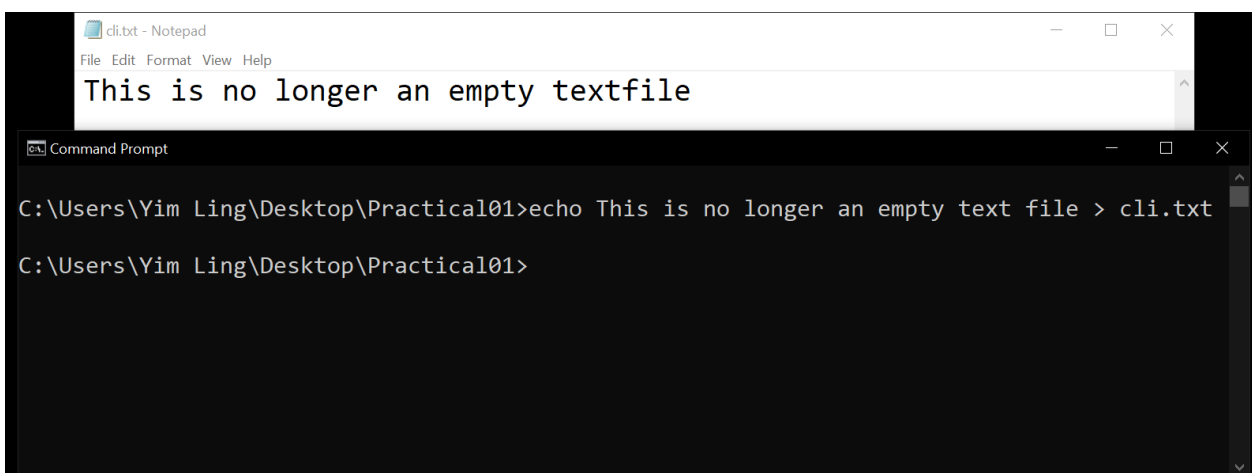 cli.txt - Notepad
File Edit Format View Help
This is no longer an empty textfile
Command Prompt
C:\Users\Yim Ling\Desktop\Practical01>echo This is no longer an empty text file > cli.txt
C:\Users\Yim Ling\Desktop\Practical01>